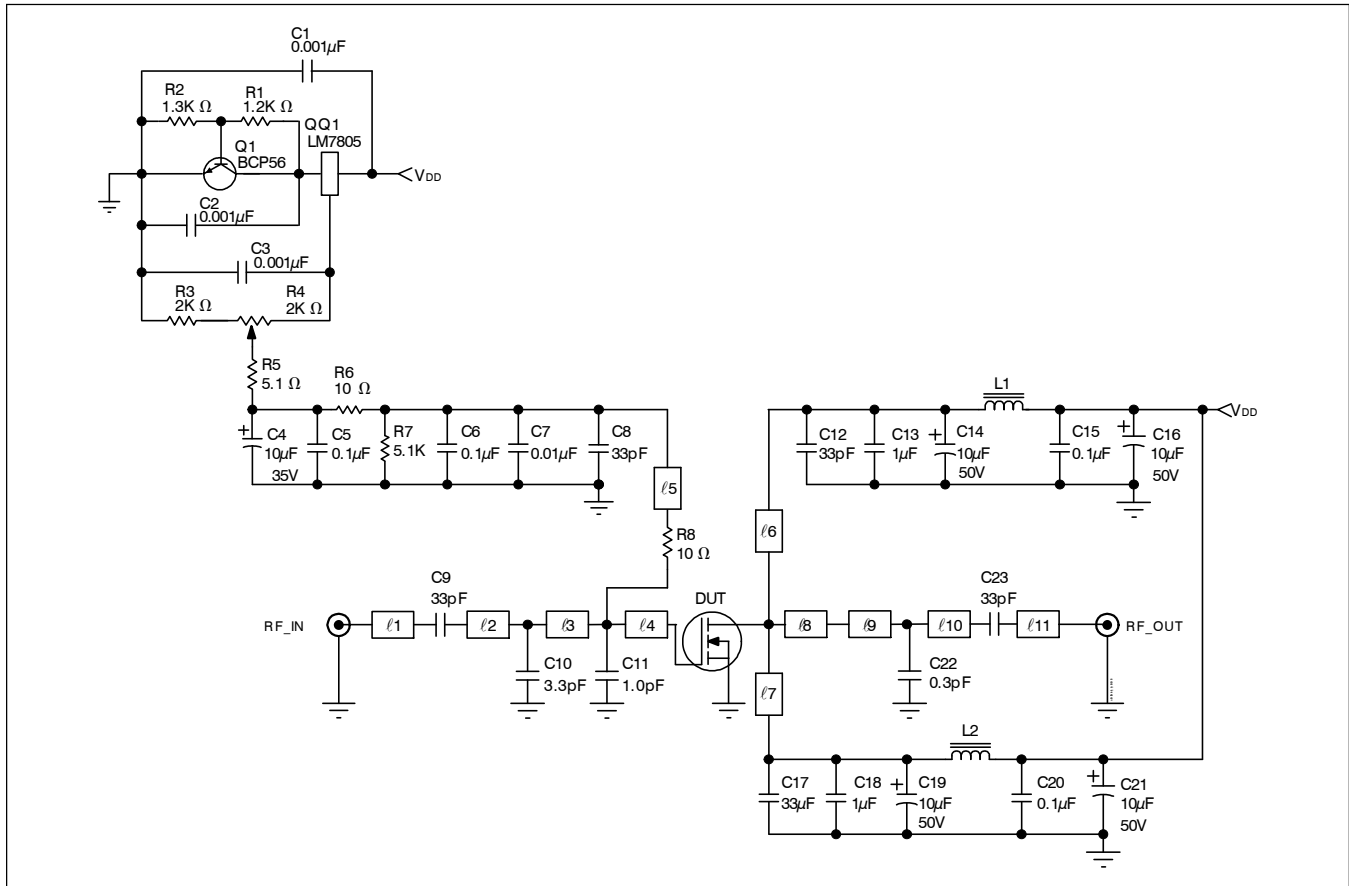 C1
0.001µF
R2
1.3K Ω
R1
1.2K Ω
QQ1
LM7805
Q1
BCP56
VDD
C2
0.001µF
C3
0.001µF
R3
2K Ω
R4
2K Ω
R5
5.1 Ω
R6
10 Ω
L1
VDD
C4
10µF
35V
C5
0.1µF
R7
5.1K
C6
0.1µF
C7
0.01µF
C8
33pF
C12
33pF
C13
1µF
C14
10µF
50V
C15
0.1µF
C16
10µF
50V
ℓ5
ℓ6
R8
10 Ω
C9
33pF
DUT
C23
33pF
RF_IN
ℓ1
ℓ2
ℓ3
ℓ4
ℓ8
ℓ9
ℓ10
ℓ11
RF_OUT
C10
3.3pF
C11
1.0pF
C22
0.3pF
ℓ7
L2
C17
33µF
C18
1µF
C19
10µF
50V
C20
0.1µF
C21
10µF
50V